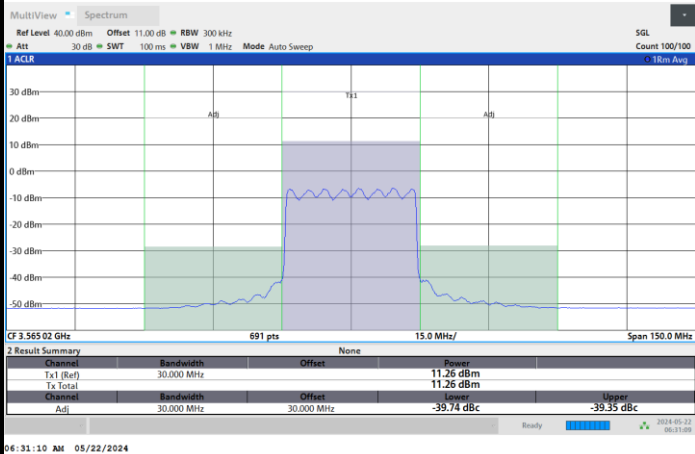 MultiView Spectrum
Ref Level 40.00 dBm Offset 11.00 dB RBW 300 kHz SGL
Att 30 dB SWT 100 ms VBW 1 MHz Mode Auto Sweep Count 100/100
1 ACLR 1Rm Avg
30 dBm
Tx1
20 dBm
Adj Adj
10 dBm
0 dBm
-10 dBm
-20 dBm
-30 dBm
-40 dBm
-50 dBm
CF 3.565 02 GHz 691 pts 15.0 MHz/ Span 150.0 MHz
2 Result Summary None
Channel Bandwidth Offset Power
Tx1 (Ref) 30.000 MHz 11.26 dBm
Tx Total 11.26 dBm
Channel Bandwidth Offset Lower Upper
Adj 30.000 MHz 30.000 MHz -39.74 dBc -39.35 dBc
Ready 2024-05-22
06:31:09
06:31:10 AM 05/22/2024